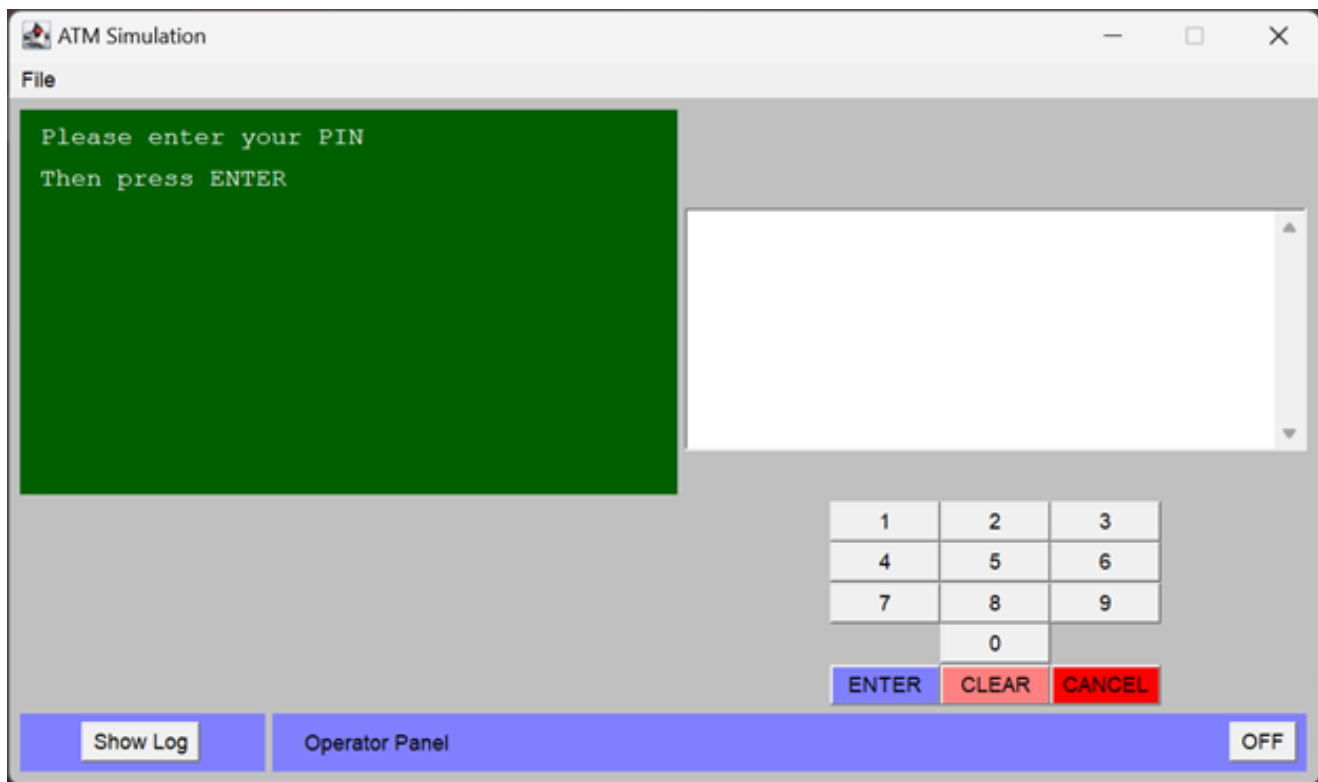 ATM Simulation
File
Please enter your PIN
Then press ENTER
1 2 3
4 5 6
7 8 9
0
ENTER CLEAR CANCEL
Show Log Operator Panel OFF